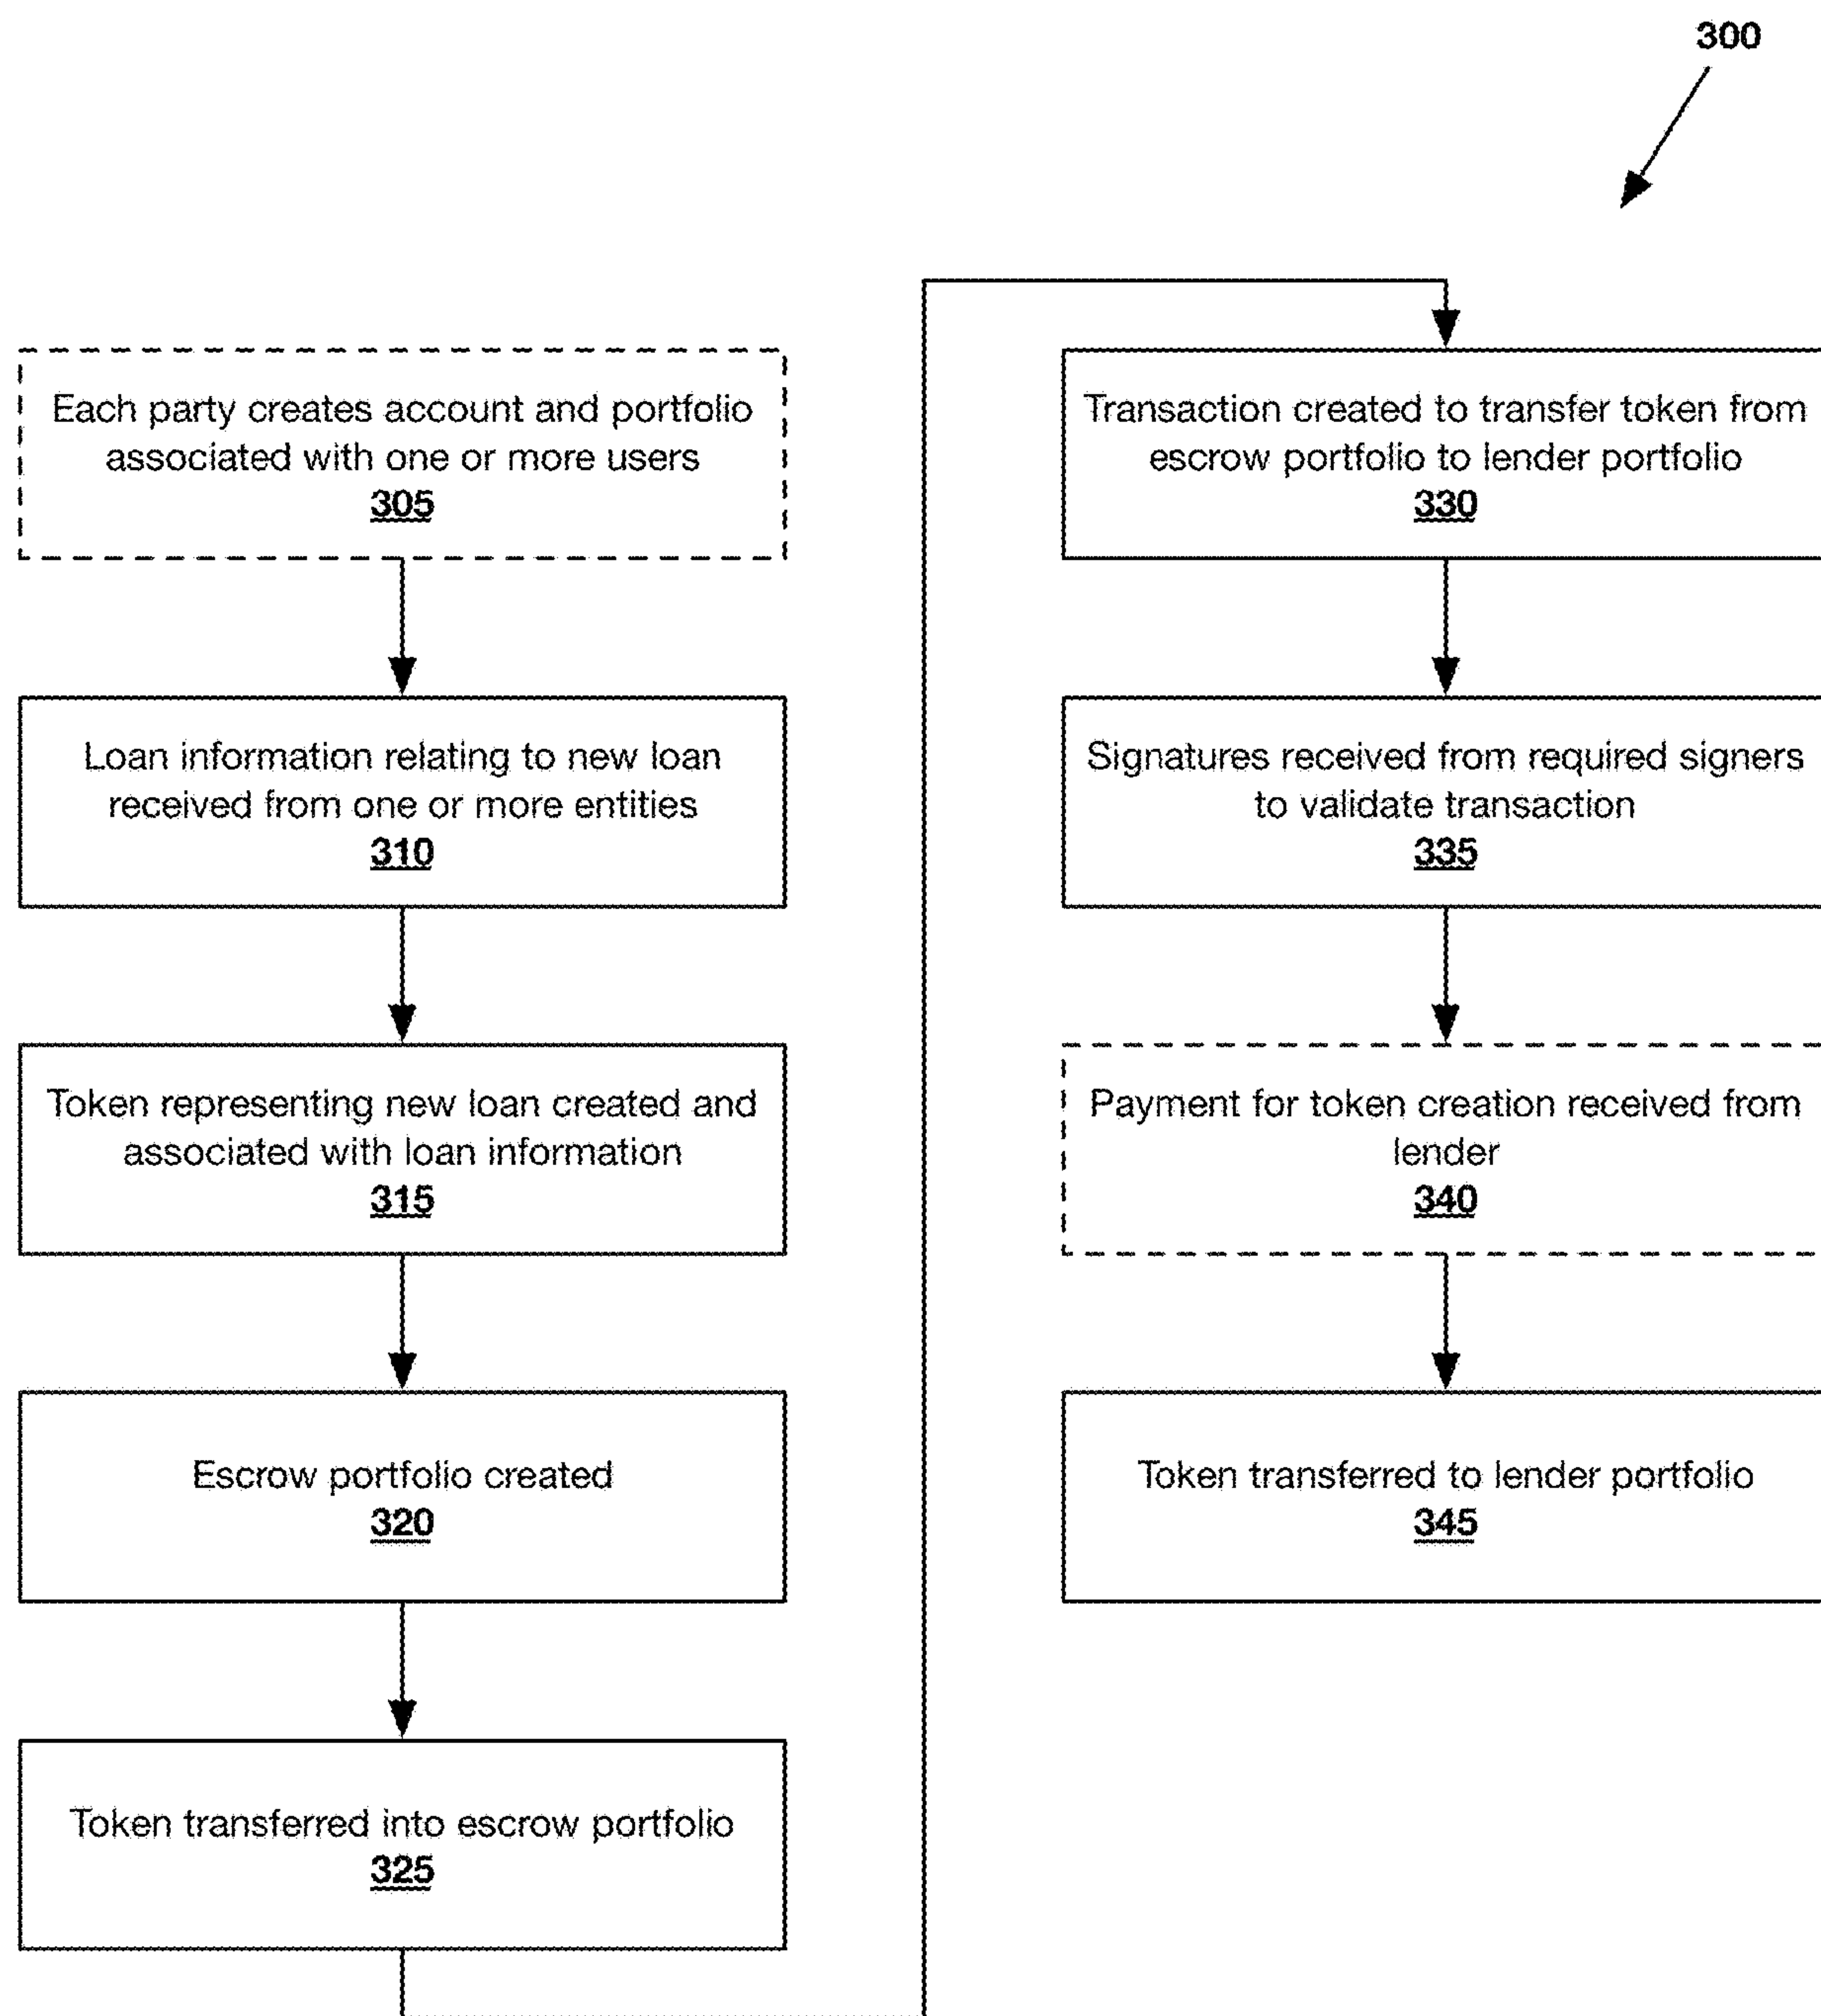 300
Each party creates account and portfolio
associated with one or more users
305
Loan information relating to new loan
received from one or more entities
310
Token representing new loan created and
associated with loan information
315
Escrow portfolio created
320
Token transferred into escrow portfolio
325
Transaction created to transfer token from
escrow portfolio to lender portfolio
330
Signatures received from required signers
to validate transaction
335
Payment for token creation received from
lender
340
Token transferred to lender portfolio
345